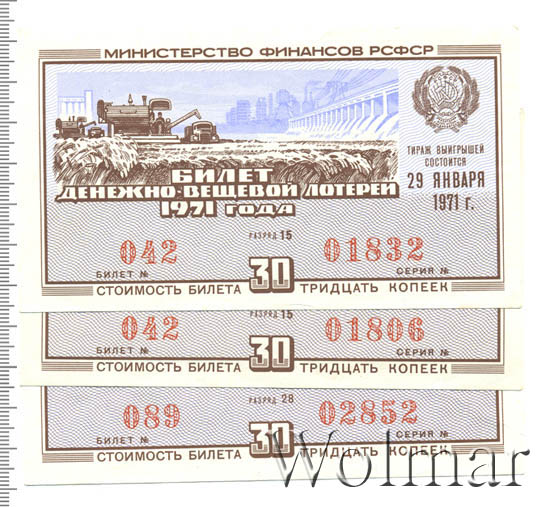 МИНИСТЕРСТВО ФИНАНСОВ РСФСР
ТИРАЖ ВЫИГРЫШЕЙ
СОСТОИТСЯ
29 ЯНВАРЯ
1971 г.
БИЛЕТ
ДЕНЕЖНО-ВЕЩЕВОЙ ЛОТЕРЕИ
1971 ГОДА
РАЗРЯД 15
042 01832
БИЛЕТ № СЕРИЯ №
СТОИМОСТЬ БИЛЕТА 30 ТРИДЦАТЬ КОПЕЕК
РАЗРЯД 15
042 01806
БИЛЕТ № СЕРИЯ №
СТОИМОСТЬ БИЛЕТА 30 ТРИДЦАТЬ КОПЕЕК
РАЗРЯД 28
089 02852
БИЛЕТ № СЕРИЯ №
СТОИМОСТЬ БИЛЕТА 30 ТРИДЦАТЬ КОПЕЕК
Wolmar